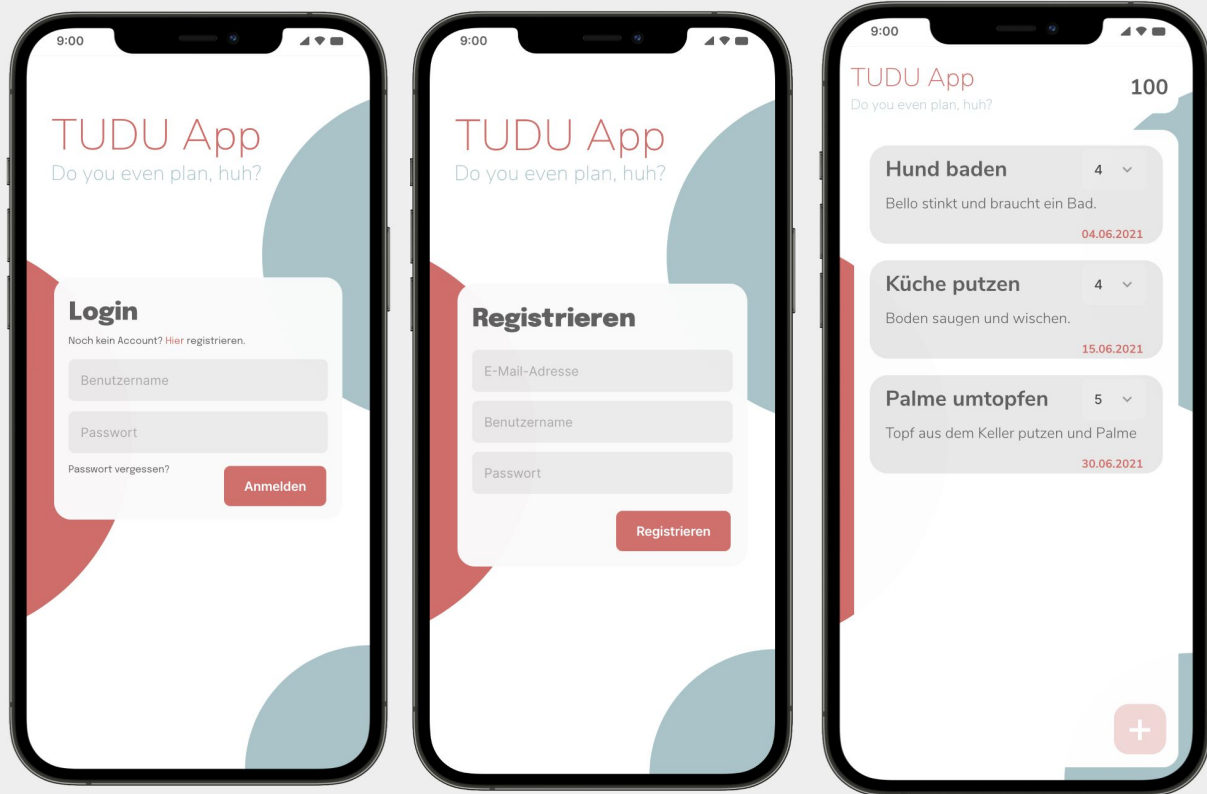 9:00
TUDU App
Do you even plan, huh?
Login
Noch kein Account? Hier registrieren.
Benutzername
Passwort
Passwort vergessen?
Anmelden
9:00
TUDU App
Do you even plan, huh?
Registrieren
E-Mail-Adresse
Benutzername
Passwort
Registrieren
9:00
TUDU App
100
Do you even plan, huh?
Hund baden 4
Bello stinkt und braucht ein Bad.
04.06.2021
Küche putzen 4
Boden saugen und wischen.
15.06.2021
Palme umtopfen 5
Topf aus dem Keller putzen und Palme
30.06.2021
+